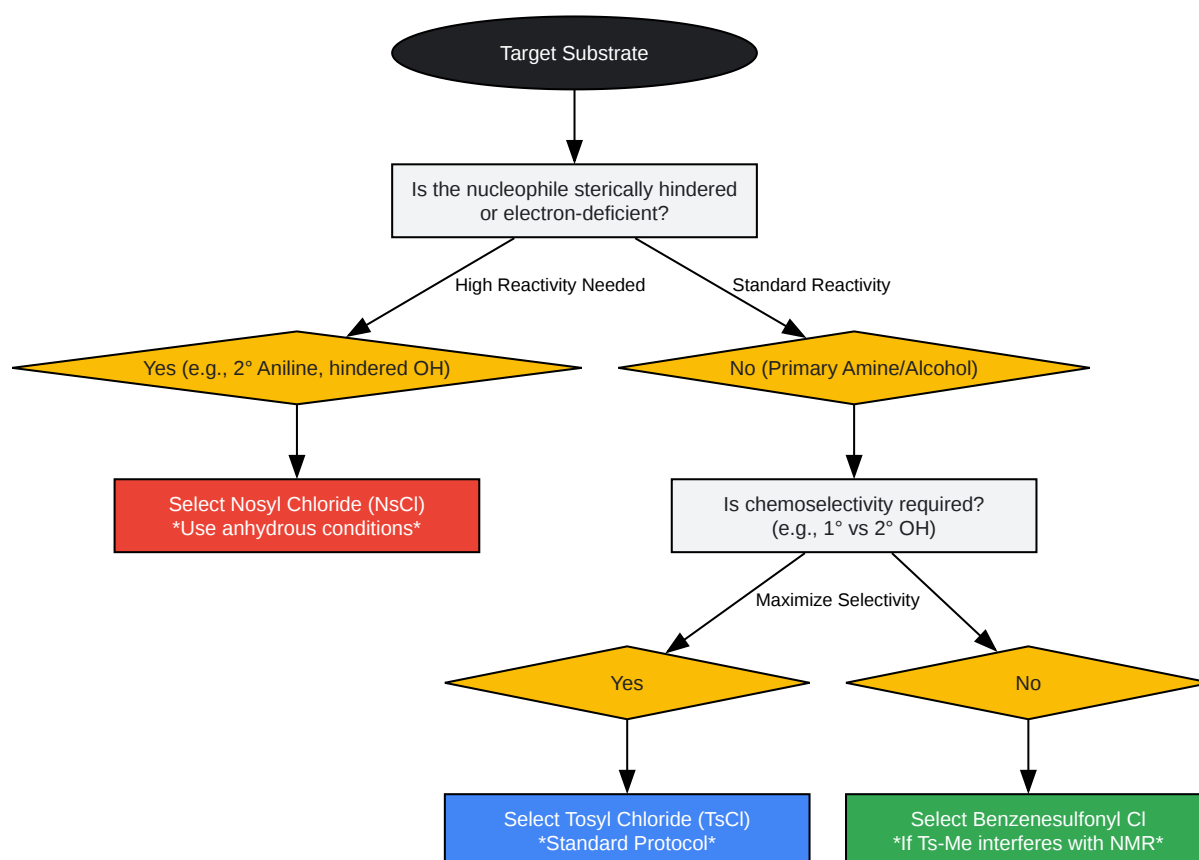 Target Substrate
Is the nucleophile sterically hindered
or electron-deficient?
High Reactivity Needed
Standard Reactivity
Yes (e.g., 2° Aniline, hindered OH)
No (Primary Amine/Alcohol)
Select Nosyl Chloride (NsCl)
*Use anhydrous conditions*
Is chemoselectivity required?
(e.g., 1° vs 2° OH)
Maximize Selectivity
Yes
No
Select Tosyl Chloride (TsCl)
*Standard Protocol*
Select Benzenesulfonyl Cl
*If Ts-Me interferes with NMR*